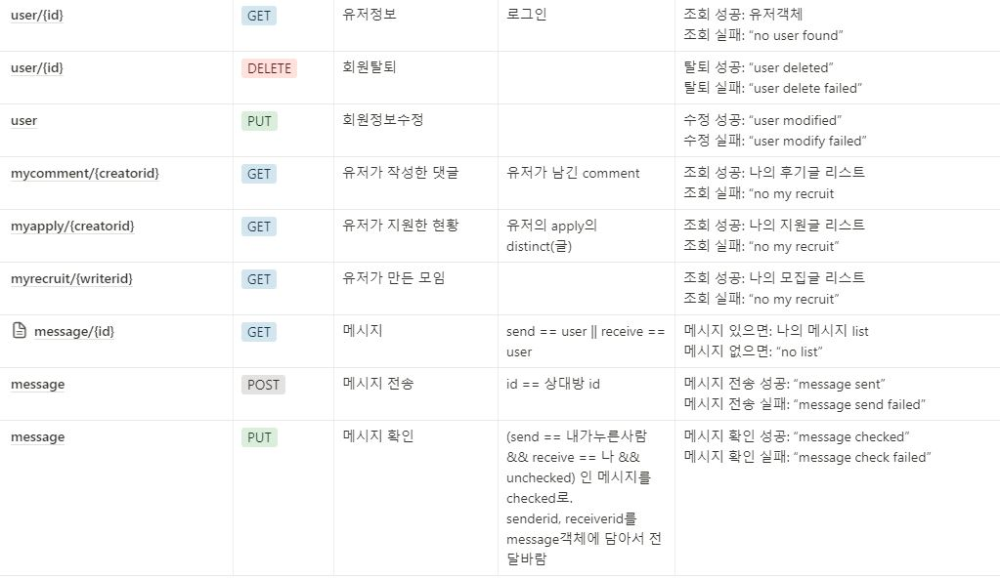 user/{id} GET 유저정보 로그인 조회 성공: 유저객체
조회 실패: “no user found”
user/{id} DELETE 회원탈퇴 탈퇴 성공: “user deleted”
탈퇴 실패: “user delete failed”
user PUT 회원정보수정 수정 성공: “user modified”
수정 실패: “user modify failed”
mycomment/{creatorid} GET 유저가 작성한 댓글 유저가 남긴 comment 조회 성공: 나의 후기글 리스트
조회 실패: “no my recruit
myapply/{creatorid} GET 유저가 지원한 현황 유저의 apply의 조회 성공: 나의 지원글 리스트
distinct(글) 조회 실패: “no my recruit”
myrecruit/{writerid} GET 유저가 만든 모임 조회 성공: 나의 모집글 리스트
조회 실패: “no my recruit”
message/{id} GET 메시지 send == user || receive == 메시지 있으면: 나의 메시지 list
user 메시지 없으면: “no list”
message POST 메시지 전송 id == 상대방 id 메시지 전송 성공: “message sent”
메시지 전송 실패: “message send failed”
message PUT 메시지 확인 (send == 내가누른사람 메시지 확인 성공: “message checked”
&& receive == 나 && 메시지 확인 실패: “message check failed”
unchecked) 인 메시지를
checked로.
senderid, receiverid를
message객체에 담아서 전
달바람